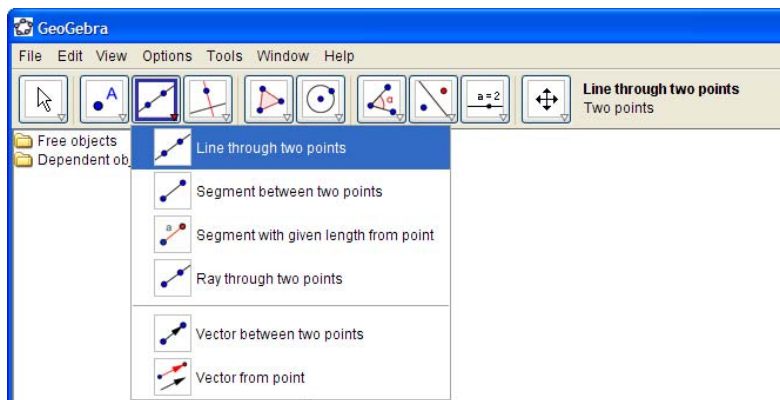 GeoGebra
File Edit View Options Tools Window Help
A
α
a=2
Line through two points
Two points
Free objects
Dependent ob
Line through two points
Segment between two points
a
Segment with given length from point
Ray through two points
Vector between two points
Vector from point